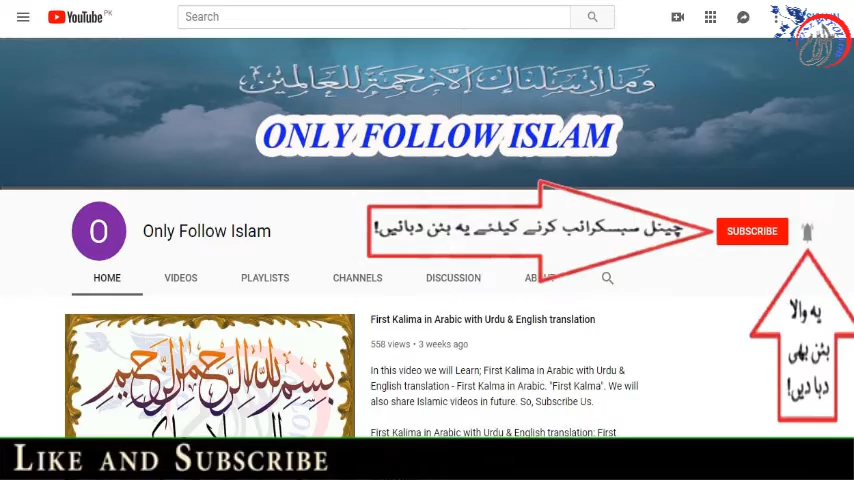 YouTube PK
Search
وما ارسلناك الا رحمة للعالمين
ONLY FOLLOW ISLAM
O
Only Follow Islam
چینل سبسکرائب کرنے کیلئے یہ بٹن دبائیں!
SUBSCRIBE
HOME
VIDEOS
PLAYLISTS
CHANNELS
DISCUSSION
یہ والا
بٹن بھی
دبا دیں!
First Kalima in Arabic with Urdu & English translation
558 views • 3 weeks ago
In this video we will Learn; First Kalima in Arabic with Urdu &
English translation - First Kalma in Arabic. "First Kalma". We will
also share Islamic videos in future. So, Subscribe Us.
First Kalima in Arabic with Urdu & English translation: First
بسم الله الرحمن الرحيم
LIKE AND SUBSCRIBE